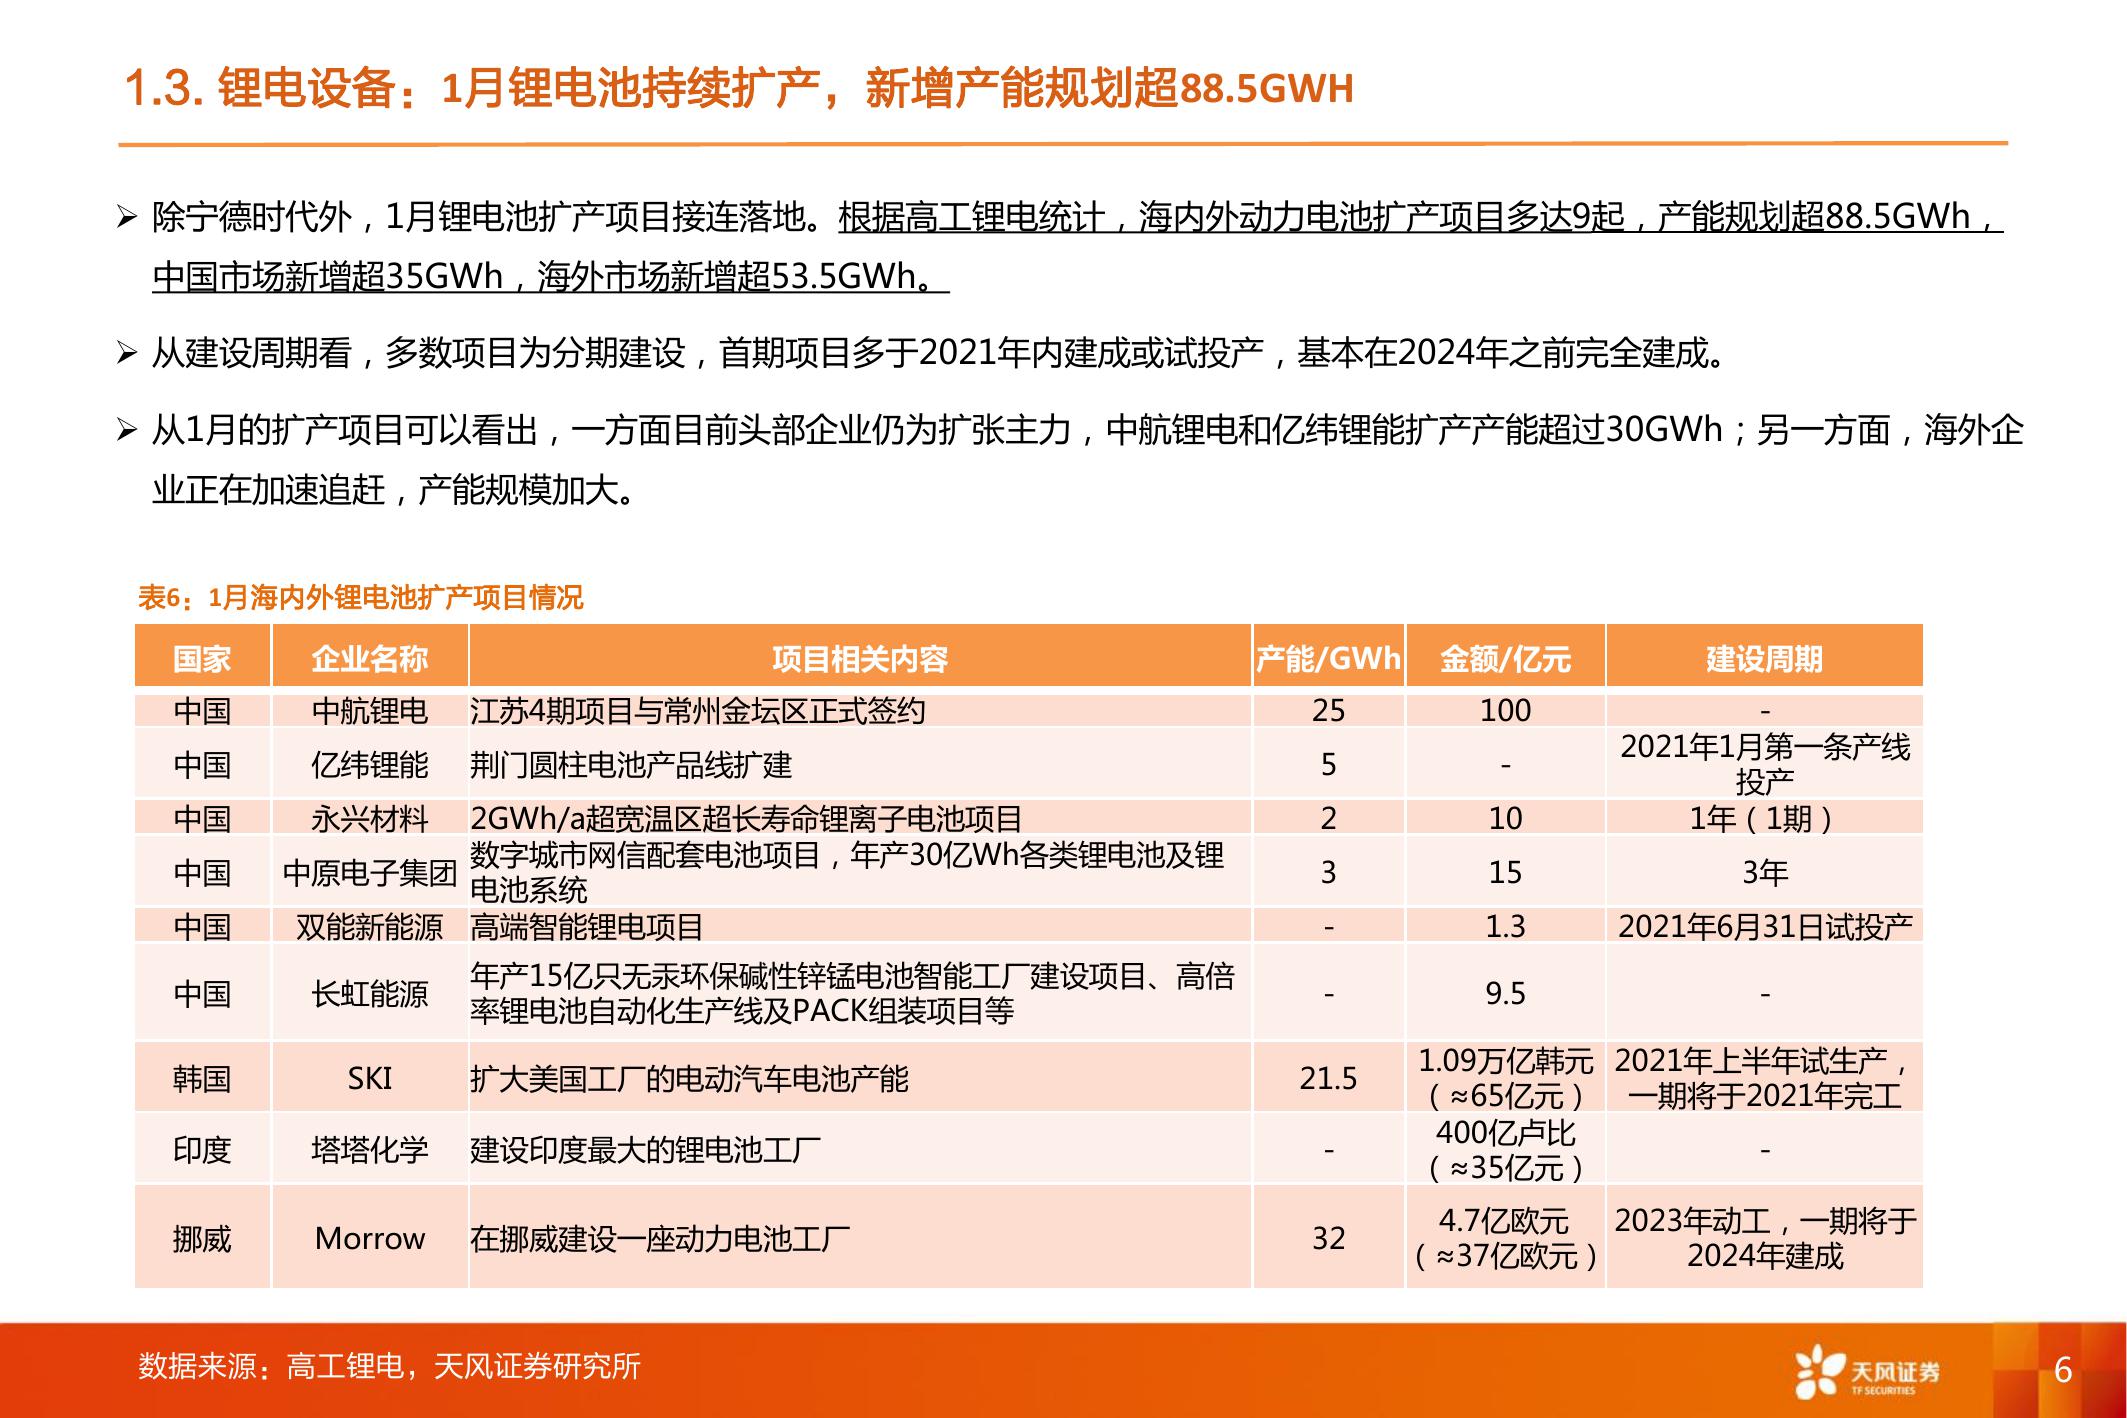 1.3. 锂电设备：1月锂电池持续扩产，新增产能规划超88.5GWH
➢ 除宁德时代外，1月锂电池扩产项目接连落地。根据高工锂电统计，海内外动力电池扩产项目多达9起，产能规划超88.5GWh，
中国市场新增超35GWh，海外市场新增超53.5GWh。
➢ 从建设周期看，多数项目为分期建设，首期项目多于2021年内建成或试投产，基本在2024年之前完全建成。
➢ 从1月的扩产项目可以看出，一方面目前头部企业仍为扩张主力，中航锂电和亿纬锂能扩产产能超过30GWh；另一方面，海外企
业正在加速追赶，产能规模加大。
表6：1月海内外锂电池扩产项目情况
国家 企业名称 项目相关内容 产能/GWh 金额/亿元 建设周期
中国 中航锂电 江苏4期项目与常州金坛区正式签约 25 100 -
中国 亿纬锂能 荆门圆柱电池产品线扩建 5 - 2021年1月第一条产线
投产
中国 永兴材料 2GWh/a超宽温区超长寿命锂离子电池项目 2 10 1年（1期）
中国 中原电子集团 数字城市网信配套电池项目，年产30亿Wh各类锂电池及锂
电池系统 3 15 3年
中国 双能新能源 高端智能锂电项目 - 1.3 2021年6月31日试投产
中国 长虹能源 年产15亿只无汞环保碱性锌锰电池智能工厂建设项目、高倍
率锂电池自动化生产线及PACK组装项目等 - 9.5 -
韩国 SKI 扩大美国工厂的电动汽车电池产能 21.5 1.09万亿韩元
（≈65亿元） 2021年上半年试生产，
一期将于2021年完工
印度 塔塔化学 建设印度最大的锂电池工厂 - 400亿卢比
（≈35亿元） -
挪威 Morrow 在挪威建设一座动力电池工厂 32 4.7亿欧元
（≈37亿欧元） 2023年动工，一期将于
2024年建成
数据来源：高工锂电，天风证券研究所
天风证券
TF SECURITIES
6